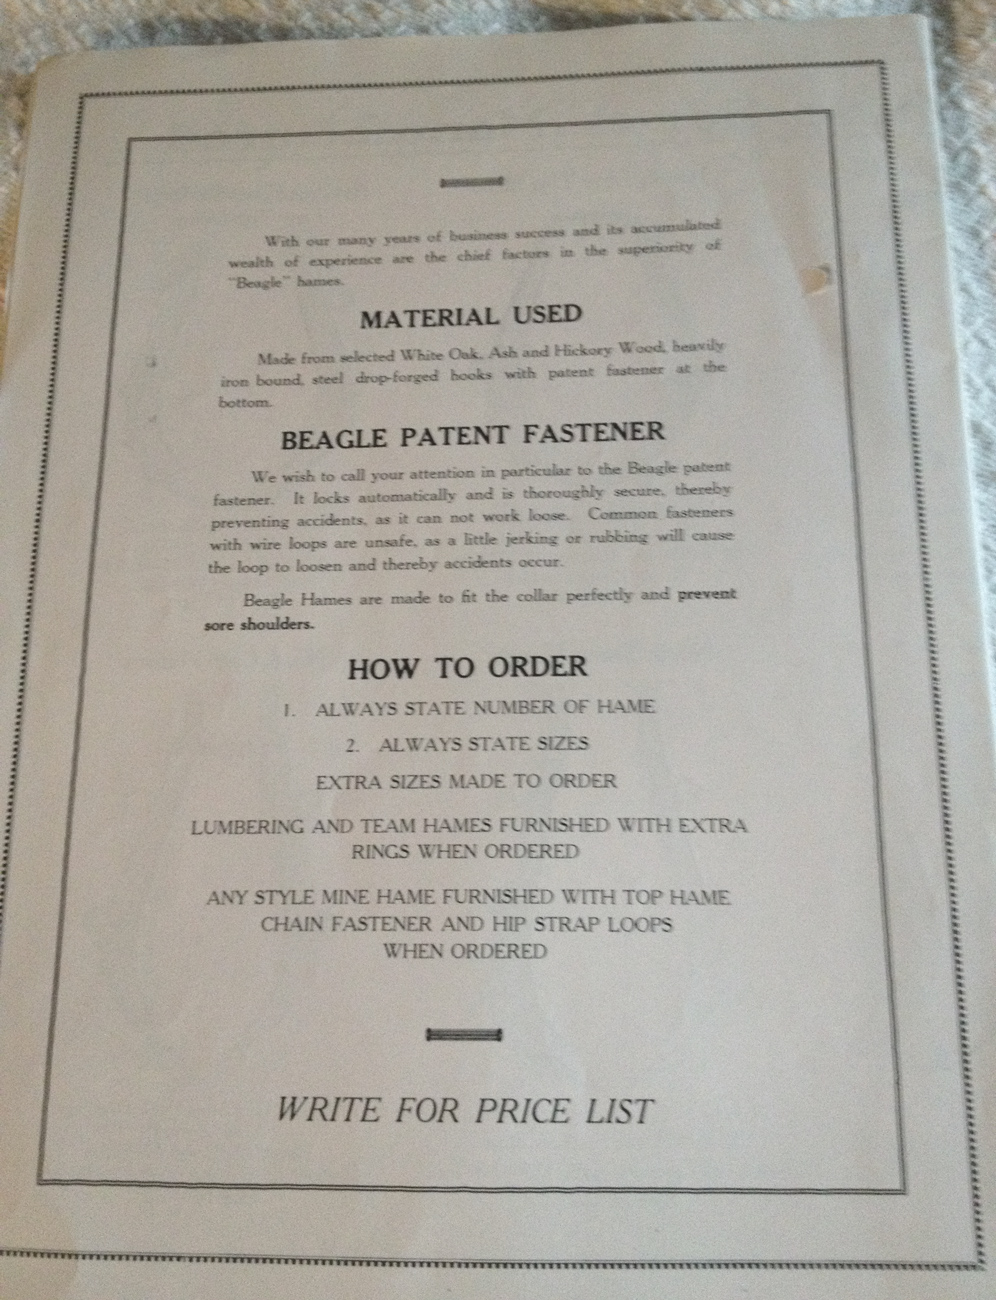 With our many years of business success and its accumulated
wealth of experience are the chief factors in the superiority of
"Beagle" hames.
MATERIAL USED
Made from selected White Oak, Ash and Hickory Wood, heavily
iron bound, steel drop-forged hooks with patent fastener at the
bottom.
BEAGLE PATENT FASTENER
We wish to call your attention in particular to the Beagle patent
fastener. It locks automatically and is thoroughly secure, thereby
preventing accidents, as it can not work loose. Common fasteners
with wire loops are unsafe, as a little jerking or rubbing will cause
the loop to loosen and thereby accidents occur.
Beagle Hames are made to fit the collar perfectly and prevent
sore shoulders.
HOW TO ORDER
1. ALWAYS STATE NUMBER OF HAME
2. ALWAYS STATE SIZES
EXTRA SIZES MADE TO ORDER
LUMBERING AND TEAM HAMES FURNISHED WITH EXTRA
RINGS WHEN ORDERED
ANY STYLE MINE HAME FURNISHED WITH TOP HAME
CHAIN FASTENER AND HIP STRAP LOOPS
WHEN ORDERED
WRITE FOR PRICE LIST